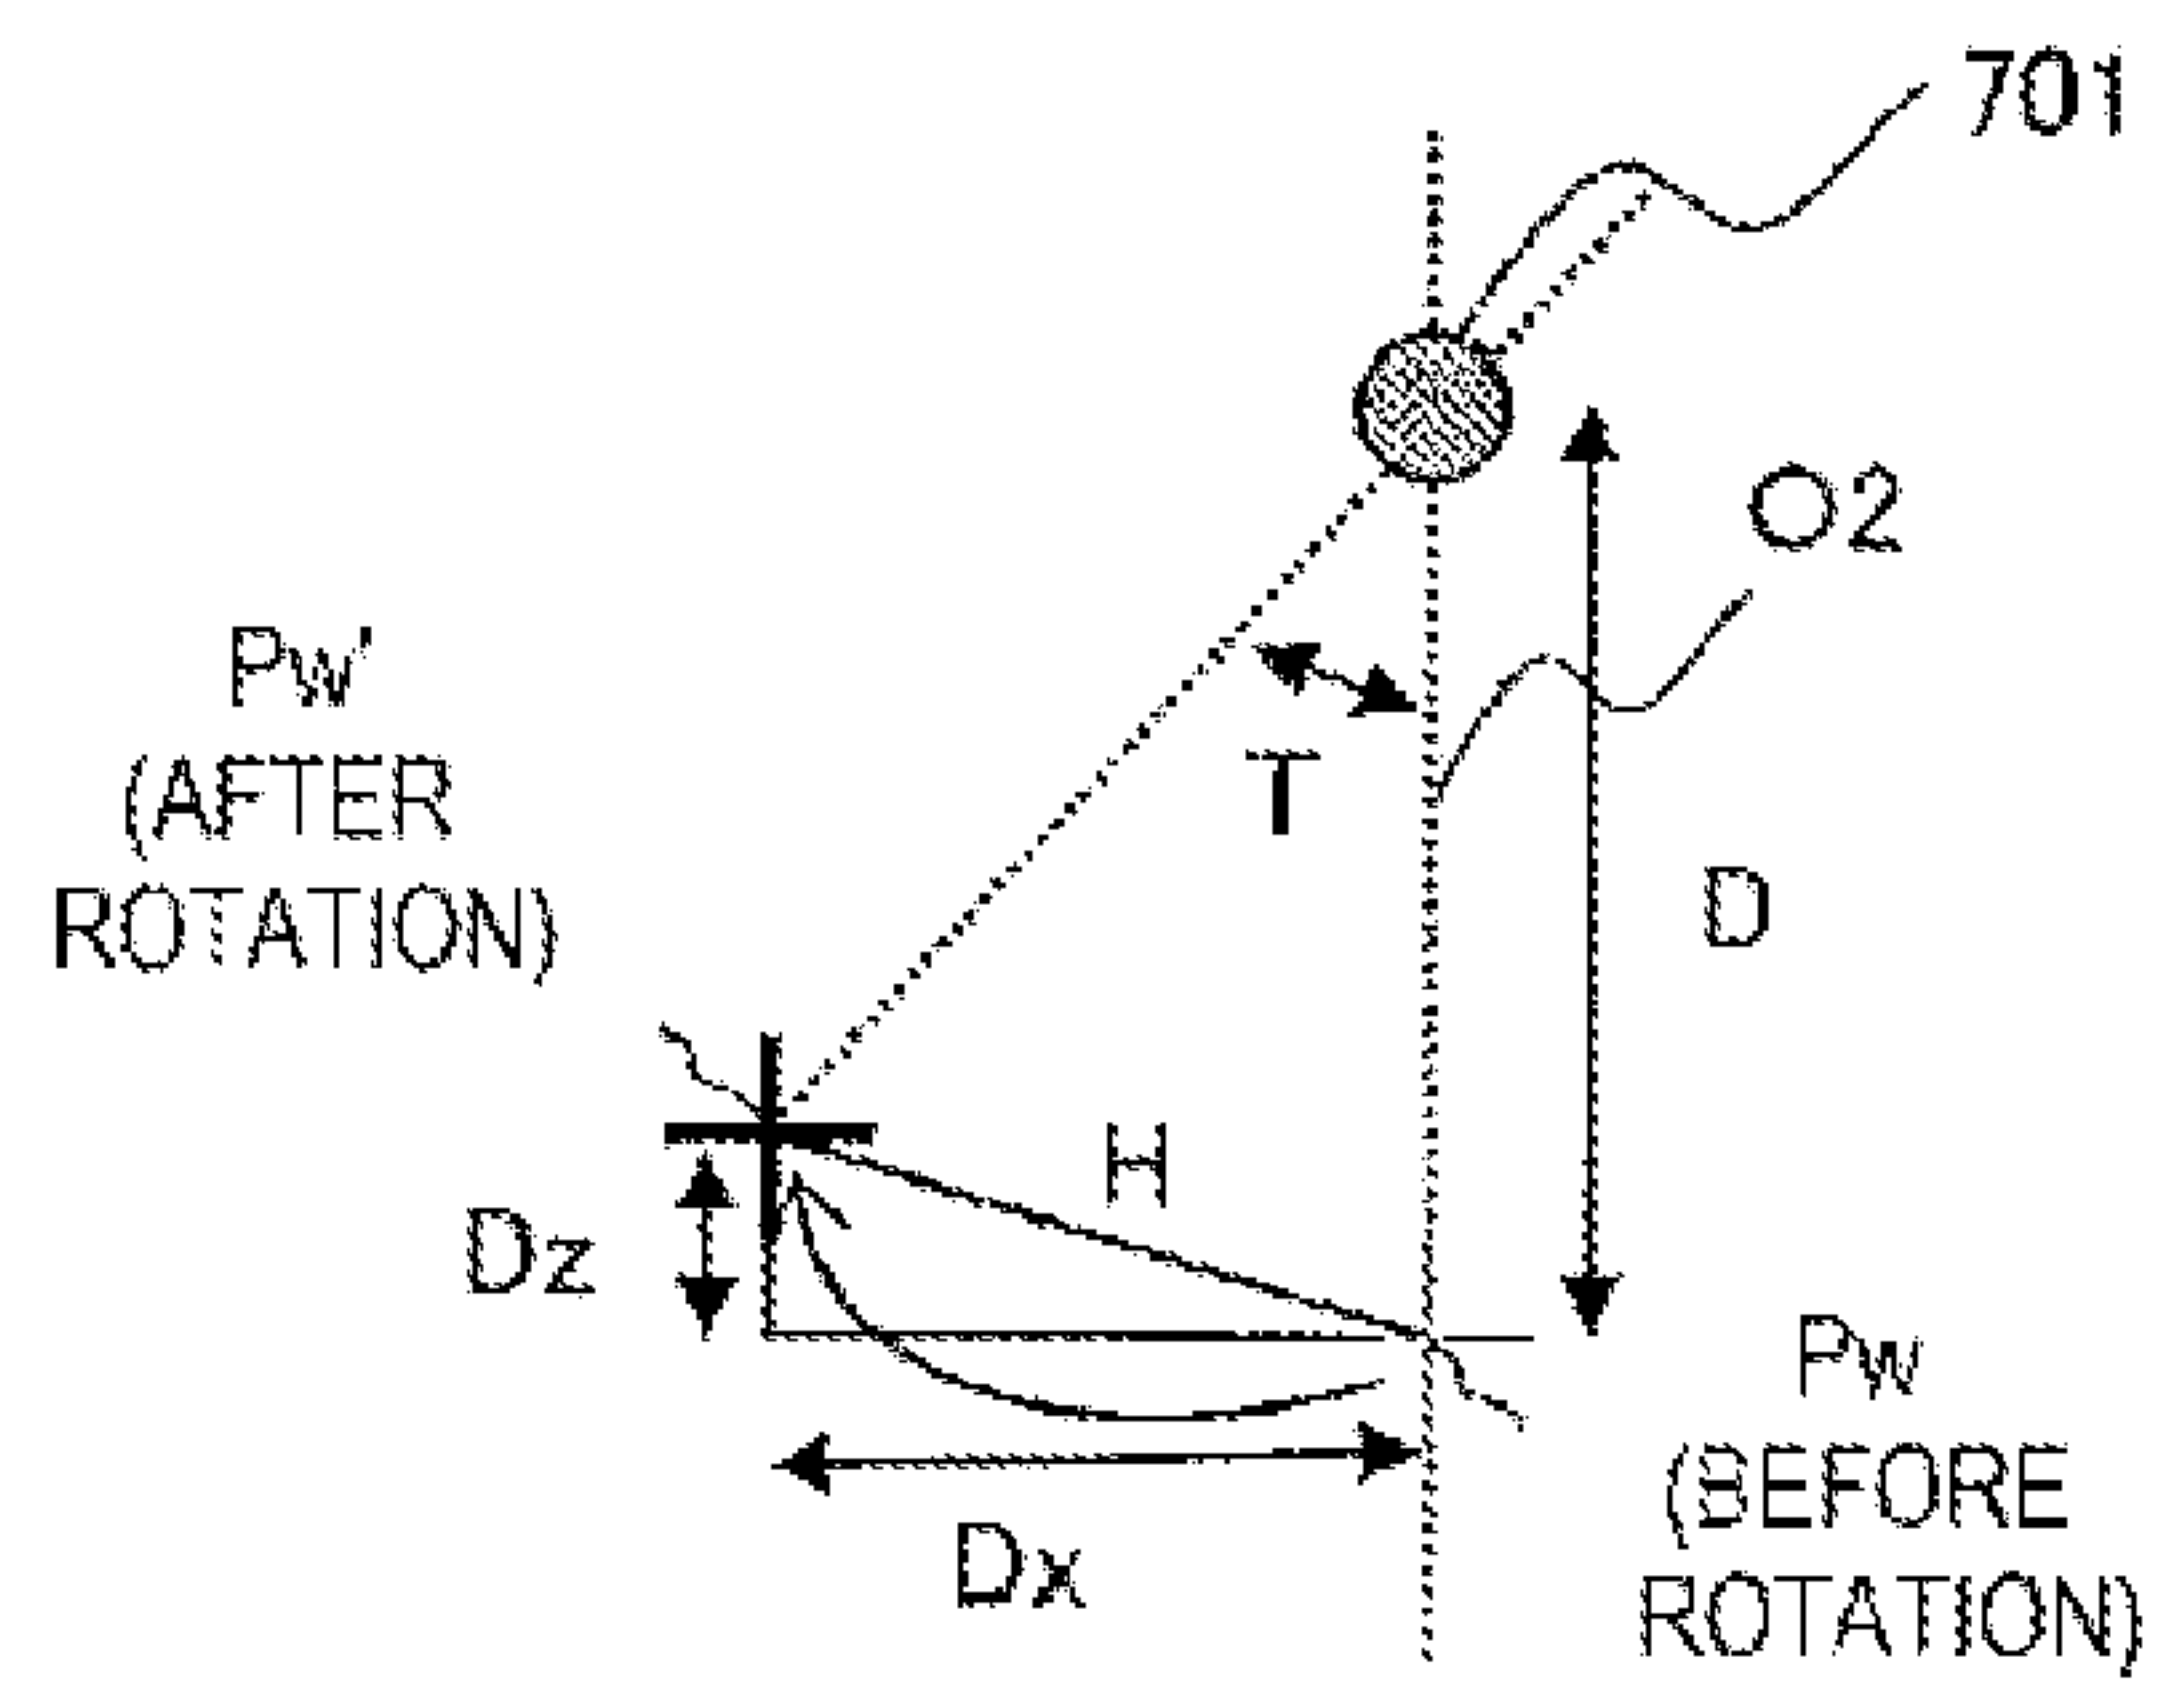 701
O2
Pw'
(AFTER
ROTATION)
T
D
H
Dz
Pw
(BEFORE
ROTATION)
Dx